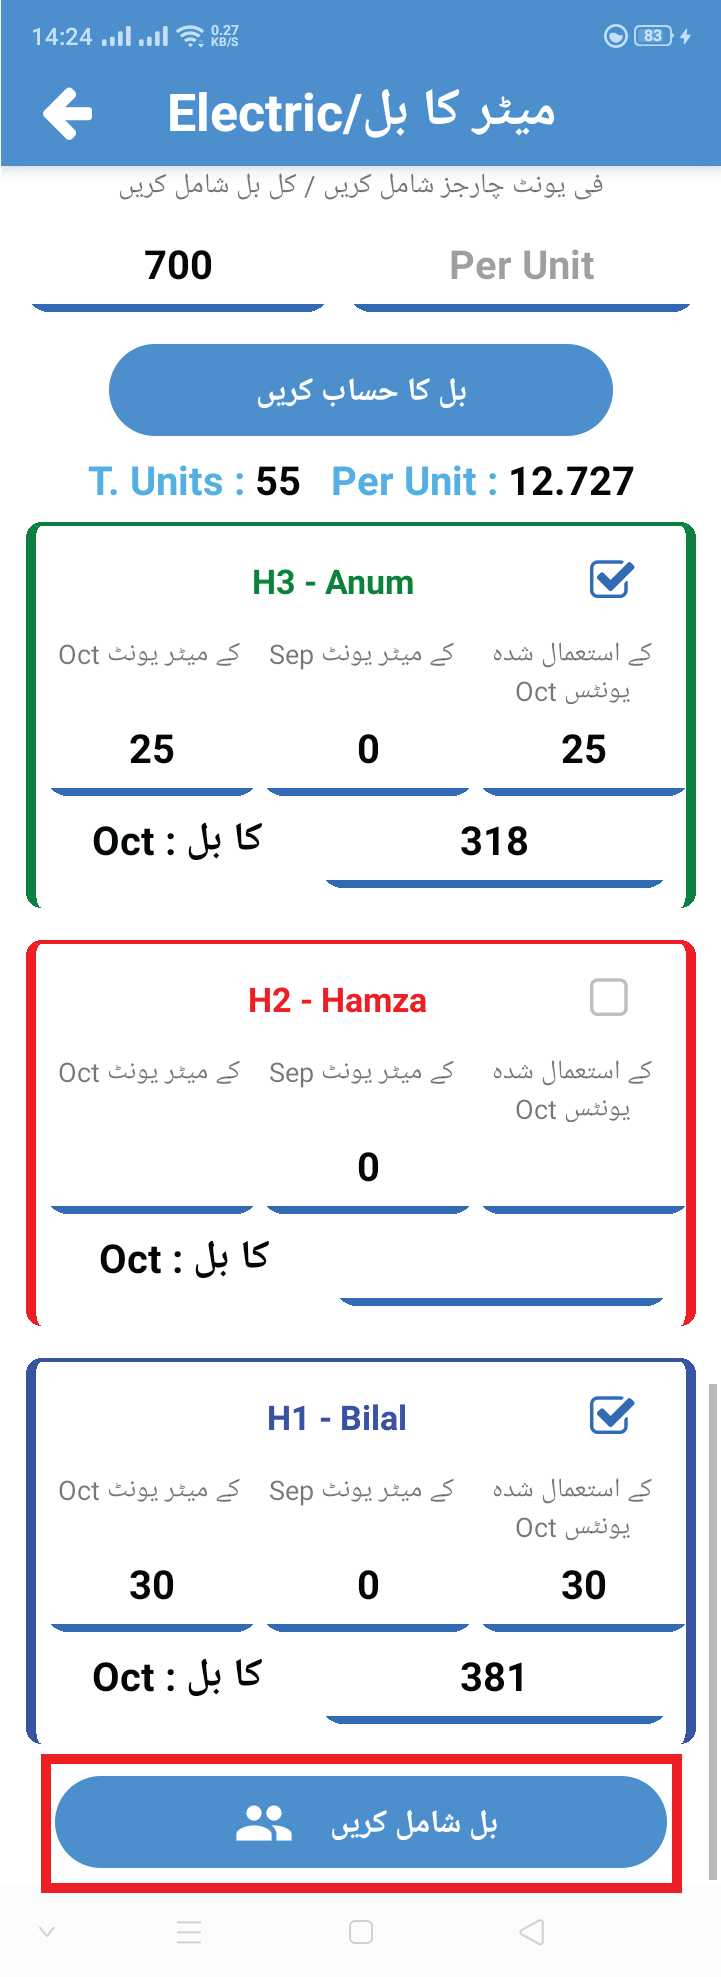 14:24 0.27 KB/S 83
Electric/میٹر کا بل
فی یونٹ چارجز شامل کریں / کل بل شامل کریں
700 Per Unit
بل کا حساب کریں
T. Units : 55 Per Unit : 12.727
H3 - Anum
Oct کے میٹر یونٹ Sep کے میٹر یونٹ کے استعمال شدہ
یونٹس Oct
25 0 25
Oct : کا بل 318
H2 - Hamza
Oct کے میٹر یونٹ Sep کے میٹر یونٹ کے استعمال شدہ
یونٹس Oct
0
Oct : کا بل
H1 - Bilal
Oct کے میٹر یونٹ Sep کے میٹر یونٹ کے استعمال شدہ
یونٹس Oct
30 0 30
Oct : کا بل 381
بل شامل کریں